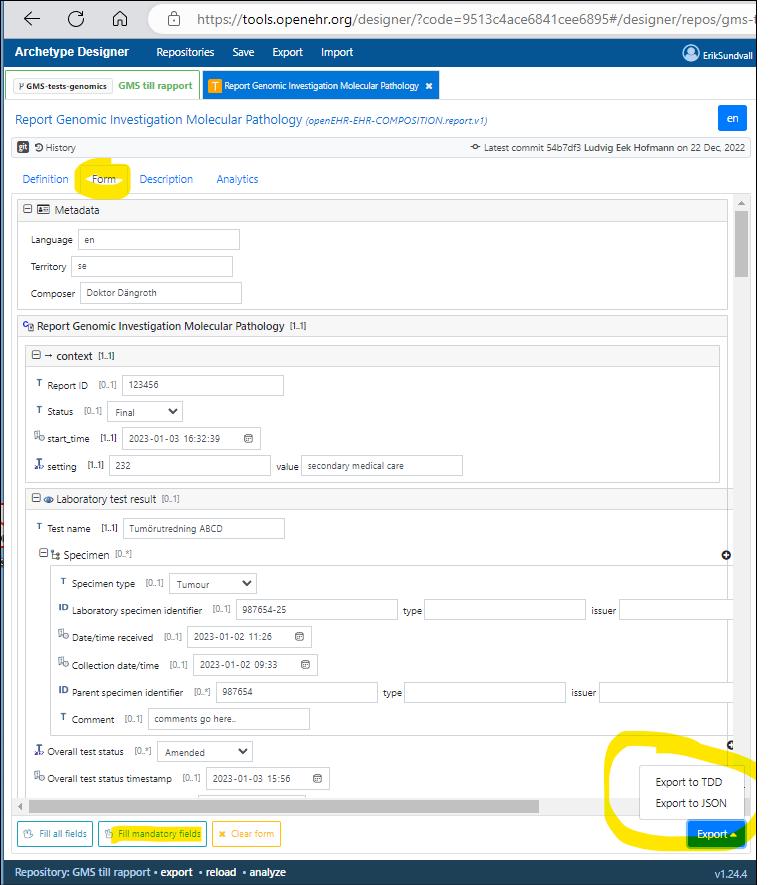 https://tools.openehr.org/designer/?code=9513c4ace6841cee6895#/designer/repos/gms-t
Archetype Designer Repositories Save Export Import ErikSundvall
GMS-tests-genomics GMS till rapport T Report Genomic Investigation Molecular Pathology ×
Report Genomic Investigation Molecular Pathology (openEHR-EHR-COMPOSITION.report.v1) en
git History Latest commit 54b7df3 Ludvig Eek Hofmann on 22 Dec, 2022
Definition Form Description Analytics
Metadata
Language en
Territory se
Composer Doktor Dängroth
Report Genomic Investigation Molecular Pathology [1..1]
context [1..1]
T Report ID [0..1] 123456
T Status [0..1] Final
start_time [1..1] 2023-01-03 16:32:39
setting [1..1] 232 value secondary medical care
Laboratory test result [0..1]
T Test name [1..1] Tumörutredning ABCD
Specimen [0..*]
T Specimen type [0..1] Tumour
ID Laboratory specimen identifier [0..1] 987654-25 type issuer
Date/time received [0..1] 2023-01-02 11:26
Collection date/time [0..1] 2023-01-02 09:33
ID Parent specimen identifier [0..*] 987654 type issuer
T Comment [0..1] comments go here..
Overall test status [0..*] Amended
Overall test status timestamp [0..1] 2023-01-03 15:56
Export to TDD
Export to JSON
Fill all fields Fill mandatory fields × Clear form Export
Repository: GMS till rapport • export • reload • analyze v1.24.4